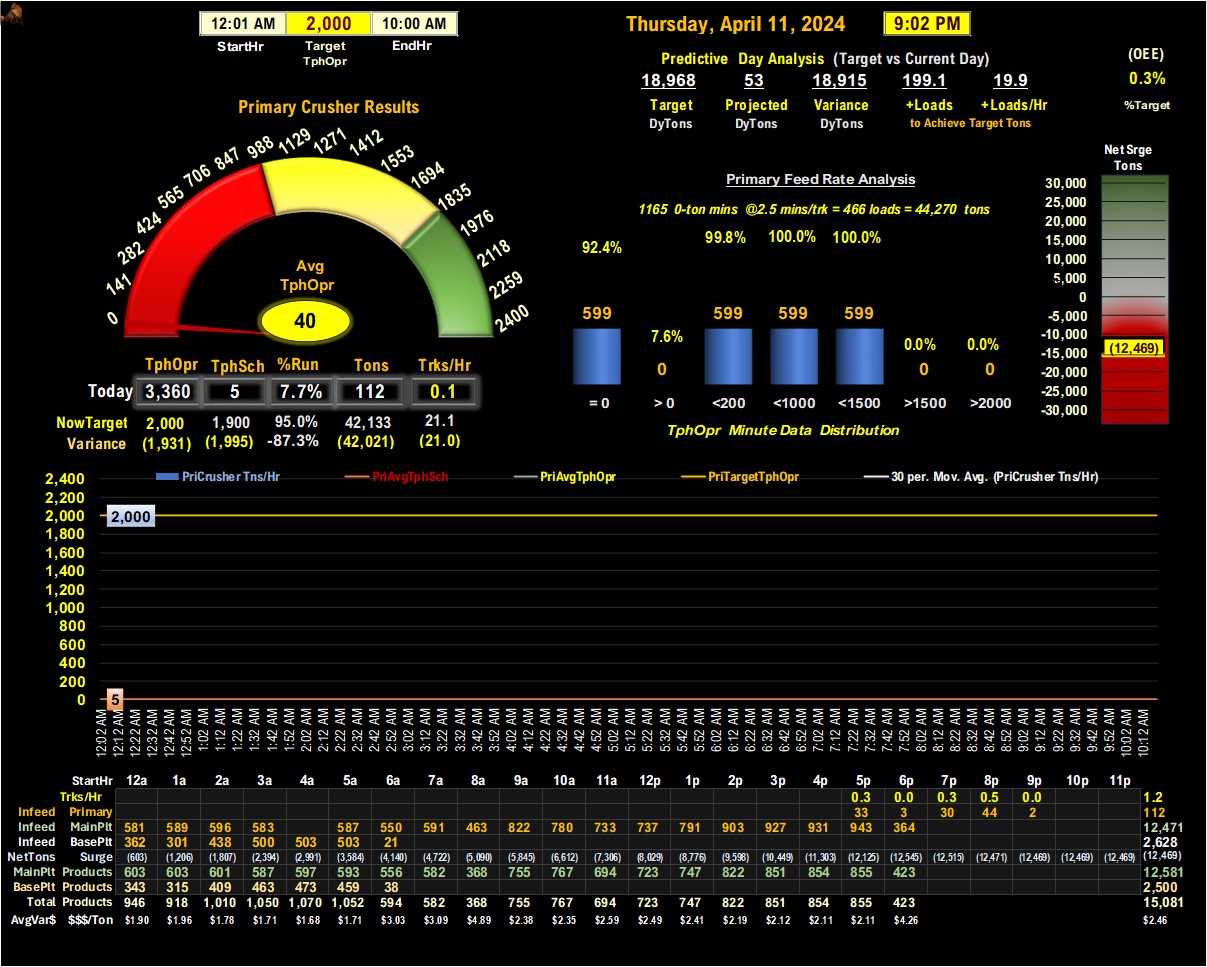 12:01 AM 2,000 10:00 AM
StartHr Target EndHr
TphOpr
Thursday, April 11, 2024 9:02 PM
Predictive Day Analysis (Target vs Current Day)
18,968 53 18,915 199.1 19.9
Target Projected Variance +Loads +Loads/Hr
DyTons DyTons DyTons to Achieve Target Tons
(OEE)
0.3%
%Target
Primary Crusher Results
0 141 282 424 565 706 847 988 1129 1271 1412 1553 1694 1835 1976 2118 2259 2400
Avg
TphOpr
40
TphOpr TphSch %Run Tons Trks/Hr
Today 3,360 5 7.7% 112 0.1
NowTarget 2,000 1,900 95.0% 42,133 21.1
Variance (1,931) (1,995) -87.3% (42,021) (21.0)
Primary Feed Rate Analysis
1165 0-ton mins @2.5 mins/trk = 466 loads = 44,270 tons
92.4% 99.8% 100.0% 100.0%
599 599 599 599
7.6% 0.0% 0.0%
0 0 0
= 0 > 0 <200 <1000 <1500 >1500 >2000
TphOpr Minute Data Distribution
Net Srge
Tons
30,000
25,000
20,000
15,000
10,000
5,000
0
-5,000
-10,000
-15,000 (12,469)
-20,000
-25,000
-30,000
PriCrusher Tns/Hr PriAvgTphSch PriAvgTphOpr PriTargetTphOpr 30 per. Mov. Avg. (PriCrusher Tns/Hr)
2,400
2,200
2,000 2,000
1,800
1,600
1,400
1,200
1,000
800
600
400
200
0 5
12:02 AM 12:12 AM 12:22 AM 12:32 AM 12:42 AM 12:52 AM 1:02 AM 1:12 AM 1:22 AM 1:32 AM 1:42 AM 1:52 AM 2:02 AM 2:12 AM 2:22 AM 2:32 AM 2:42 AM 2:52 AM 3:02 AM 3:12 AM 3:22 AM 3:32 AM 3:42 AM 3:52 AM 4:02 AM 4:12 AM 4:22 AM 4:32 AM 4:42 AM 4:52 AM 5:02 AM 5:12 AM 5:22 AM 5:32 AM 5:42 AM 5:52 AM 6:02 AM 6:12 AM 6:22 AM 6:32 AM 6:42 AM 6:52 AM 7:02 AM 7:12 AM 7:22 AM 7:32 AM 7:42 AM 7:52 AM 8:02 AM 8:12 AM 8:22 AM 8:32 AM 8:42 AM 8:52 AM 9:02 AM 9:12 AM 9:22 AM 9:32 AM 9:42 AM 9:52 AM 10:02 AM 10:12 AM
StartHr 12a 1a 2a 3a 4a 5a 6a 7a 8a 9a 10a 11a 12p 1p 2p 3p 4p 5p 6p 7p 8p 9p 10p 11p
Trks/Hr 0.3 0.0 0.3 0.5 0.0 1.2
Infeed Primary 33 3 30 44 2 112
Infeed MainPlt 581 589 596 583 587 550 591 463 822 780 733 737 791 903 927 931 943 364 12,471
Infeed BasePlt 362 301 438 500 503 503 21 2,628
NetTons Surge (603) (1,206) (1,807) (2,394) (2,991) (3,584) (4,140) (4,722) (5,090) (5,845) (6,612) (7,306) (8,029) (8,776) (9,598) (10,449) (11,303) (12,125) (12,545) (12,515) (12,471) (12,469) (12,469) (12,469) (12,469)
MainPlt Products 603 603 601 587 597 593 556 582 368 755 767 694 723 747 822 851 854 855 423 12,581
BasePlt Products 343 315 409 463 473 459 38 2,500
Total Products 946 918 1,010 1,050 1,070 1,052 594 582 368 755 767 694 723 747 822 851 854 855 423 15,081
AvgVar$ $$$/Ton $1.90 $1.96 $1.78 $1.71 $1.68 $1.71 $3.03 $3.09 $4.89 $2.38 $2.35 $2.59 $2.49 $2.41 $2.19 $2.12 $2.11 $2.11 $4.26 $2.46